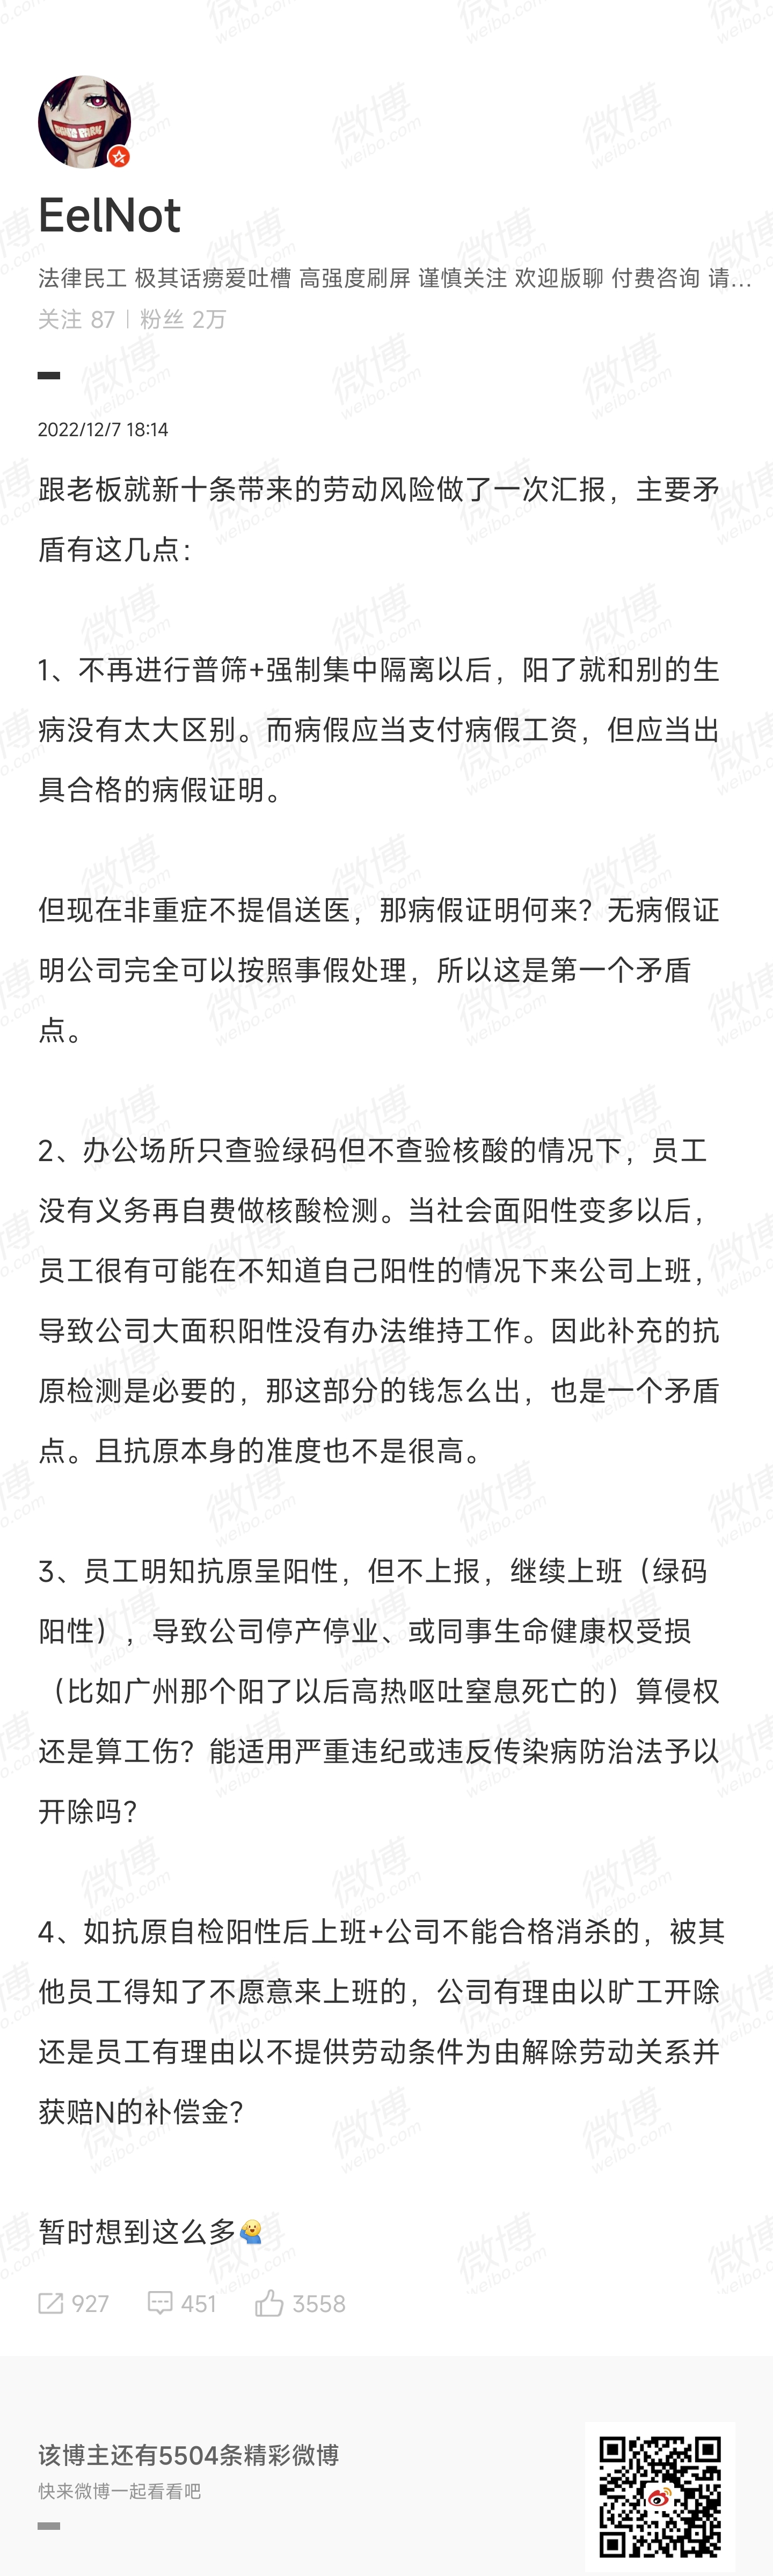 EelNot
法律民工 极其话痨爱吐槽 高强度刷屏 谨慎关注 欢迎版聊 付费咨询 请...
关注 87 | 粉丝 2万
2022/12/7 18:14
跟老板就新十条带来的劳动风险做了一次汇报，主要矛
盾有这几点：
1、不再进行普筛+强制集中隔离以后，阳了就和别的生
病没有太大区别。而病假应当支付病假工资，但应当出
具合格的病假证明。
但现在非重症不提倡送医，那病假证明何来？无病假证
明公司完全可以按照事假处理，所以这是第一个矛盾
点。
2、办公场所只查验绿码但不查验核酸的情况下，员工
没有义务再自费做核酸检测。当社会面阳性变多以后，
员工很有可能在不知道自己阳性的情况下来公司上班，
导致公司大面积阳性没有办法维持工作。因此补充的抗
原检测是必要的，那这部分的钱怎么出，也是一个矛盾
点。且抗原本身的准度也不是很高。
3、员工明知抗原呈阳性，但不上报，继续上班（绿码
阳性），导致公司停产停业、或同事生命健康权受损
（比如广州那个阳了以后高热呕吐窒息死亡的）算侵权
还是算工伤？能适用严重违纪或违反传染病防治法予以
开除吗？
4、如抗原自检阳性后上班+公司不能合格消杀的，被其
他员工得知了不愿意来上班的，公司有理由以旷工开除
还是员工有理由以不提供劳动条件为由解除劳动关系并
获赔N的补偿金？
暂时想到这么多
927 451 3558
该博主还有5504条精彩微博
快来微博一起看看吧
微博
weibo.com